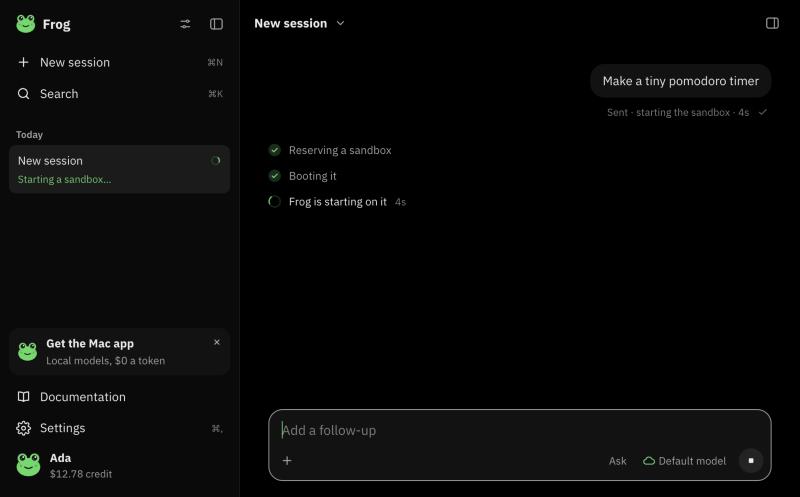 Frog
New session ⌘N
Search ⌘K
Today
New session
Starting a sandbox...
Get the Mac app
Local models, $0 a token
Documentation
Settings ⌘,
Ada
$12.78 credit
New session
Make a tiny pomodoro timer
Sent · starting the sandbox · 4s
Reserving a sandbox
Booting it
Frog is starting on it 4s
Add a follow-up
Ask Default model